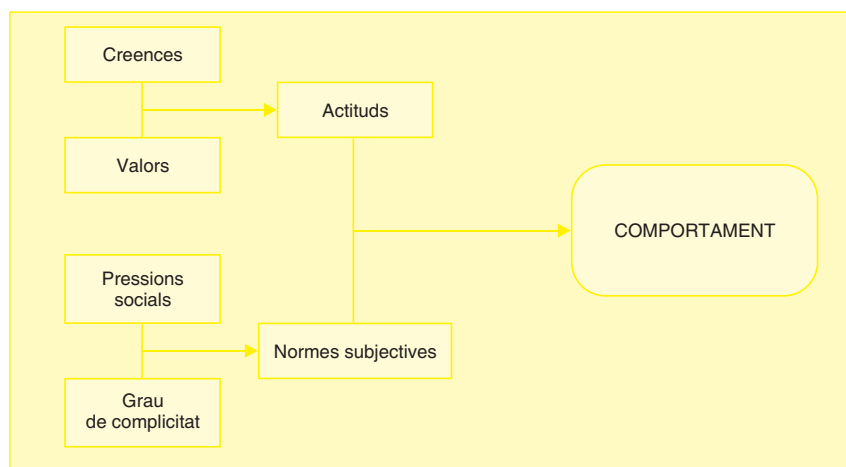 Creences
Actituds
Valors
COMPORTAMENT
Pressions
socials
Normes subjectives
Grau
de complicitat